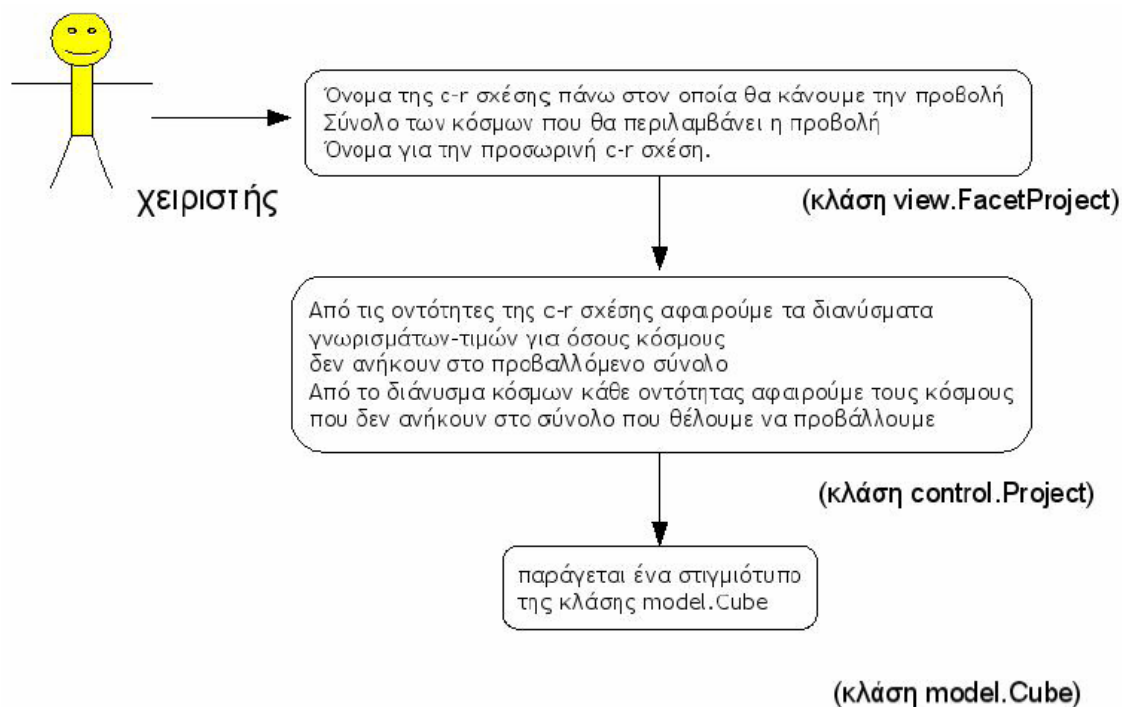 Όνομα της c-r σχέσης πάνω στον οποία θα κάνουμε την προβολή
Σύνολο των κόσμων που θα περιλαμβάνει η προβολή
Όνομα για την προσωρινή c-r σχέση.
χειριστής
(κλάση view.FacetProject)
Από τις οντότητες της c-r σχέσης αφαιρούμε τα διανύσματα
γνωρισμάτων-τιμών για όσους κόσμους
δεν ανήκουν στο προβαλλόμενο σύνολο
Από το διάνυσμα κόσμων κάθε οντότητας αφαιρούμε τους κόσμους
που δεν ανήκουν στο σύνολο που θέλουμε να προβάλλουμε
(κλάση control.Project)
παράγεται ένα στιγμιότυπο
της κλάσης model.Cube
(κλάση model.Cube)